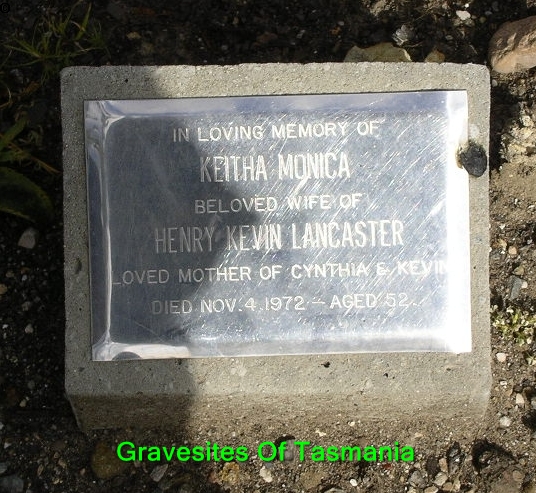 IN LOVING MEMORY OF
KEITHA MONICA
BELOVED WIFE OF
HENRY KEVIN LANCASTER
LOVED MOTHER OF CYNTHIA & KEVIN
DIED NOV. 4. 1972 — AGED 52.
Gravesites Of Tasmania